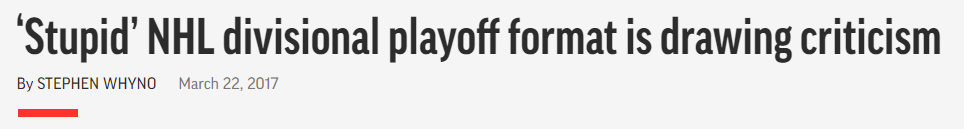 ‘Stupid’ NHL divisional playoff format is drawing criticism
By STEPHEN WHYNO March 22, 2017